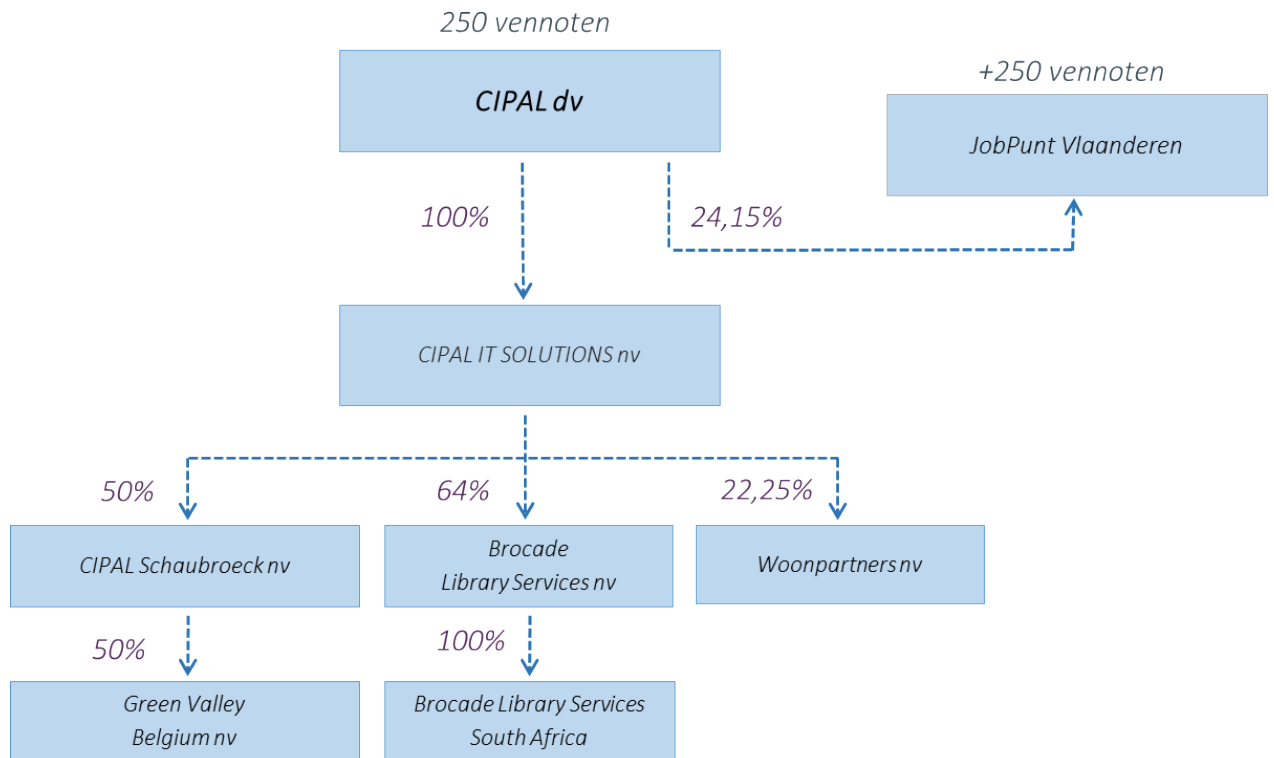 250 vennoten
CIPAL dv
+250 vennoten
JobPunt Vlaanderen
100%
24,15%
CIPAL IT SOLUTIONS nv
50%
64%
22,25%
CIPAL Schaubroeck nv
Brocade
Library Services nv
Woonpartners nv
50%
100%
Green Valley
Belgium nv
Brocade Library Services
South Africa